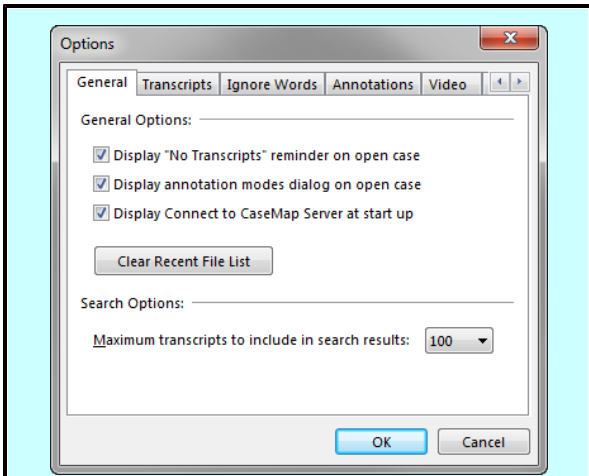 Options
General Transcripts Ignore Words Annotations Video
General Options:
Display "No Transcripts" reminder on open case
Display annotation modes dialog on open case
Display Connect to CaseMap Server at start up
Clear Recent File List
Search Options:
Maximum transcripts to include in search results: 100
OK Cancel